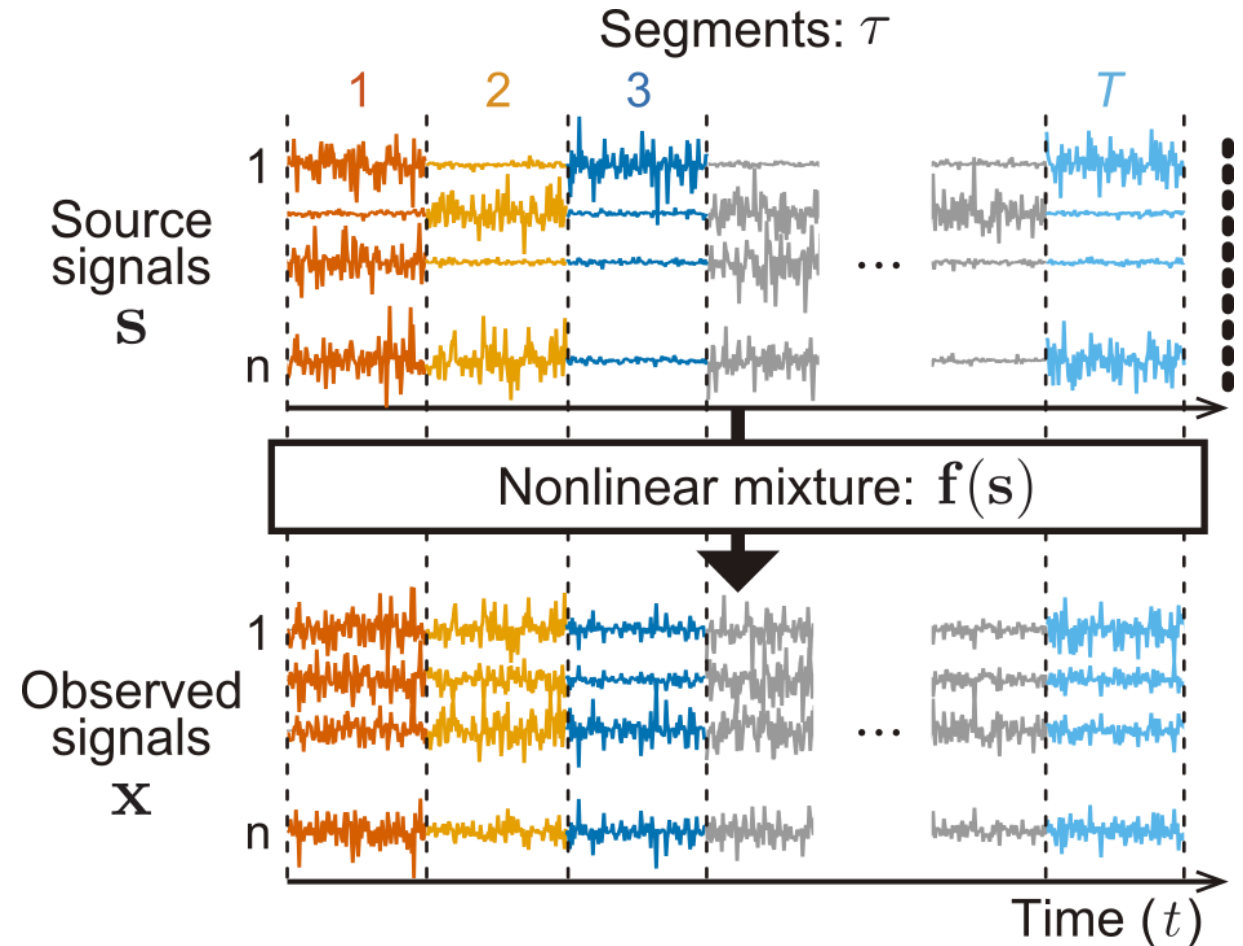 Segments: τ
1 2 3 T
1
Source
signals
s
...
n
Nonlinear mixture: f(s)
1
Observed
signals
x
...
n
Time (t)